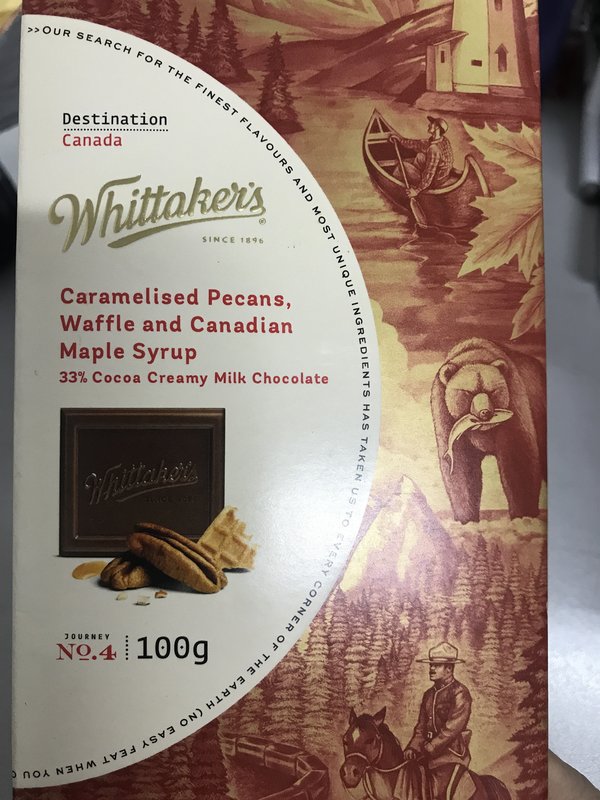 >>OUR SEARCH FOR THE FINEST FLAVOURS AND MOST UNIQUE INGREDIENTS HAS TAKEN US TO EVERY CORNER OF THE EARTH (NO EASY FEAT WHEN YOU
Destination
Canada
Whittaker's
SINCE 1896
Caramelised Pecans,
Waffle and Canadian
Maple Syrup
33% Cocoa Creamy Milk Chocolate
Whittaker's
JOURNEY
No.4
100g